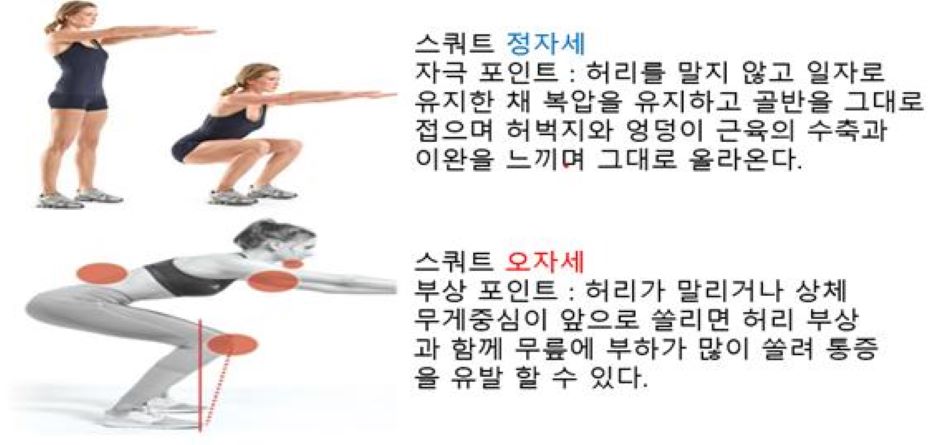 스쿼트 정자세
자극 포인트 : 허리를 말지 않고 일자로
유지한 채 복압을 유지하고 골반을 그대로
접으며 허벅지와 엉덩이 근육의 수축과
이완을 느끼며 그대로 올라온다.
스쿼트 오자세
부상 포인트 : 허리가 말리거나 상체
무게중심이 앞으로 쏠리면 허리 부상
과 함께 무릎에 부하가 많이 쏠려 통증
을 유발 할 수 있다.